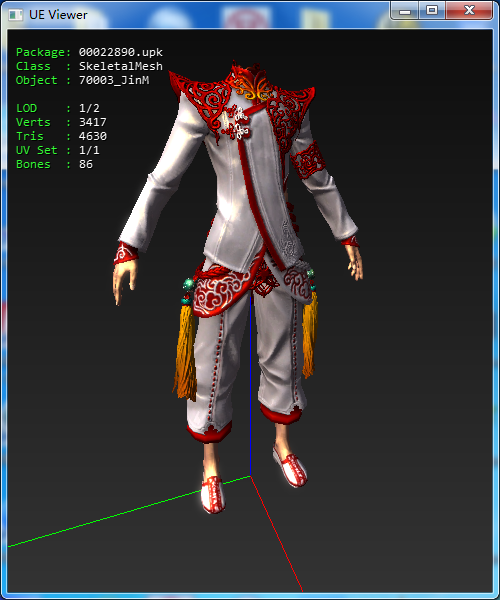 UE Viewer
Package: 00022890.upk
Class : SkeletalMesh
Object : 70003_JinM
LOD : 1/2
Verts : 3417
Tris : 4630
UV Set : 1/1
Bones : 86